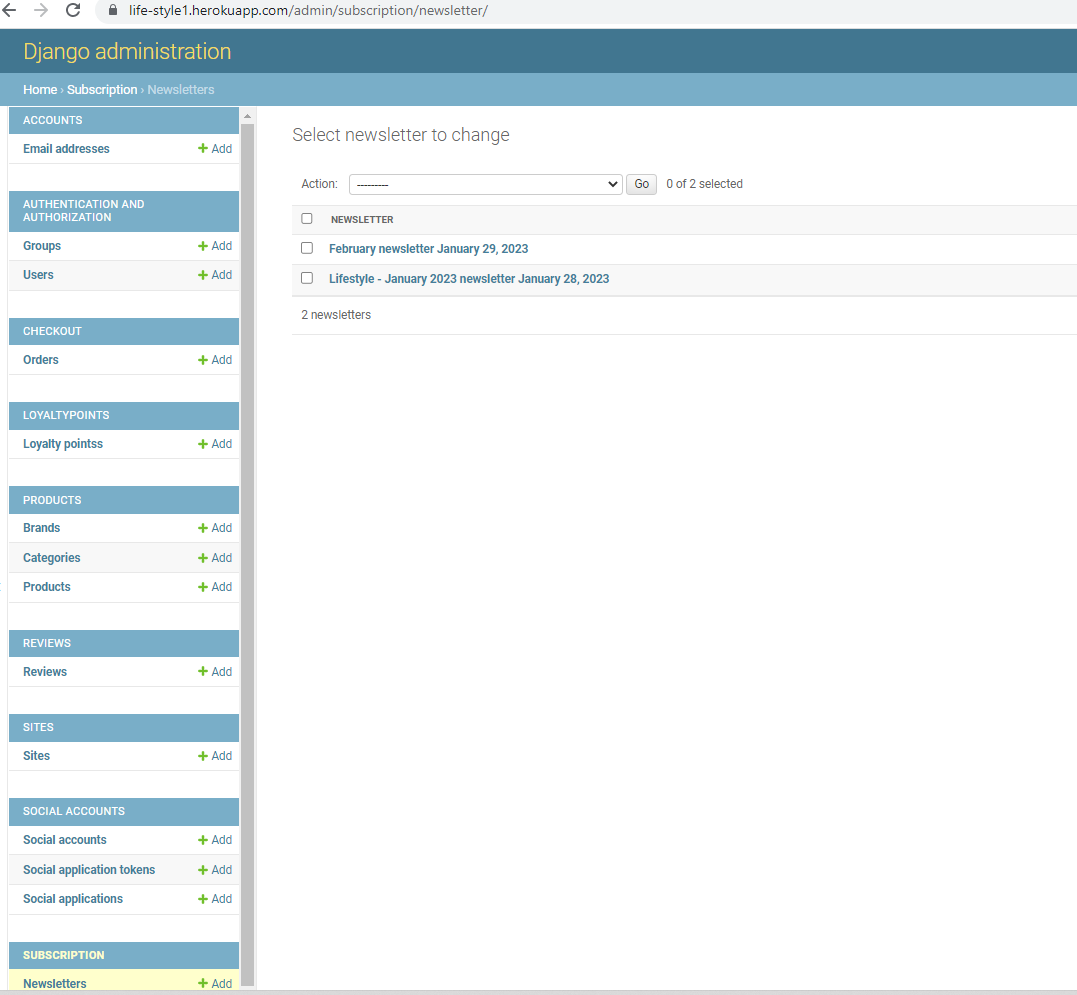 life-style1.herokuapp.com/admin/subscription/newsletter/
Django administration
Home › Subscription › Newsletters
ACCOUNTS
Email addresses + Add
AUTHENTICATION AND
AUTHORIZATION
Groups + Add
Users + Add
CHECKOUT
Orders + Add
LOYALTYPOINTS
Loyalty pointss + Add
PRODUCTS
Brands + Add
Categories + Add
Products + Add
REVIEWS
Reviews + Add
SITES
Sites + Add
SOCIAL ACCOUNTS
Social accounts + Add
Social application tokens + Add
Social applications + Add
SUBSCRIPTION
Newsletters + Add
Select newsletter to change
Action: --------- Go 0 of 2 selected
NEWSLETTER
February newsletter January 29, 2023
Lifestyle - January 2023 newsletter January 28, 2023
2 newsletters